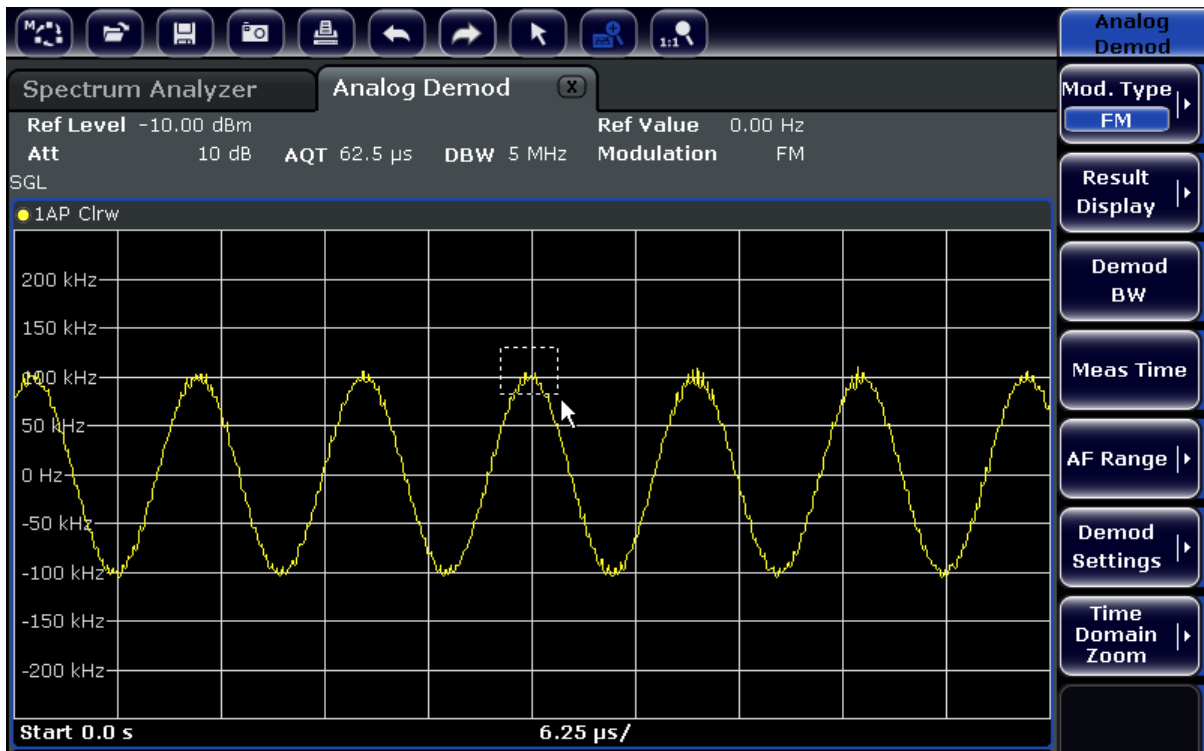 Analog
Demod
M
1:1
Spectrum Analyzer
Analog Demod
X
Ref Level -10.00 dBm
Ref Value 0.00 Hz
Att 10 dB AQT 62.5 µs DBW 5 MHz Modulation FM
SGL
1AP Clrw
200 kHz
150 kHz
100 kHz
50 kHz
0 Hz
-50 kHz
-100 kHz
-150 kHz
-200 kHz
Start 0.0 s
6.25 µs/
Mod. Type
FM
Result
Display
Demod
BW
Meas Time
AF Range
Demod
Settings
Time
Domain
Zoom